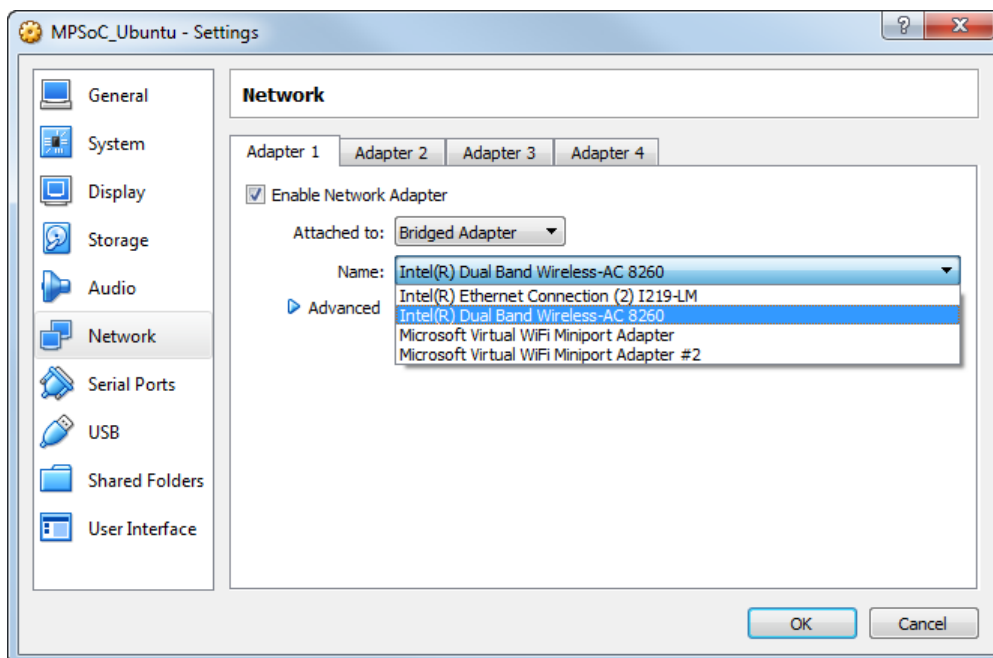 MPSoC_Ubuntu - Settings
General
System
Display
Storage
Audio
Network
Serial Ports
USB
Shared Folders
User Interface
Network
Adapter 1 Adapter 2 Adapter 3 Adapter 4
Enable Network Adapter
Attached to: Bridged Adapter
Name: Intel(R) Dual Band Wireless-AC 8260
Intel(R) Ethernet Connection (2) I219-LM
Advanced
Intel(R) Dual Band Wireless-AC 8260
Microsoft Virtual WiFi Miniport Adapter
Microsoft Virtual WiFi Miniport Adapter #2
OK Cancel